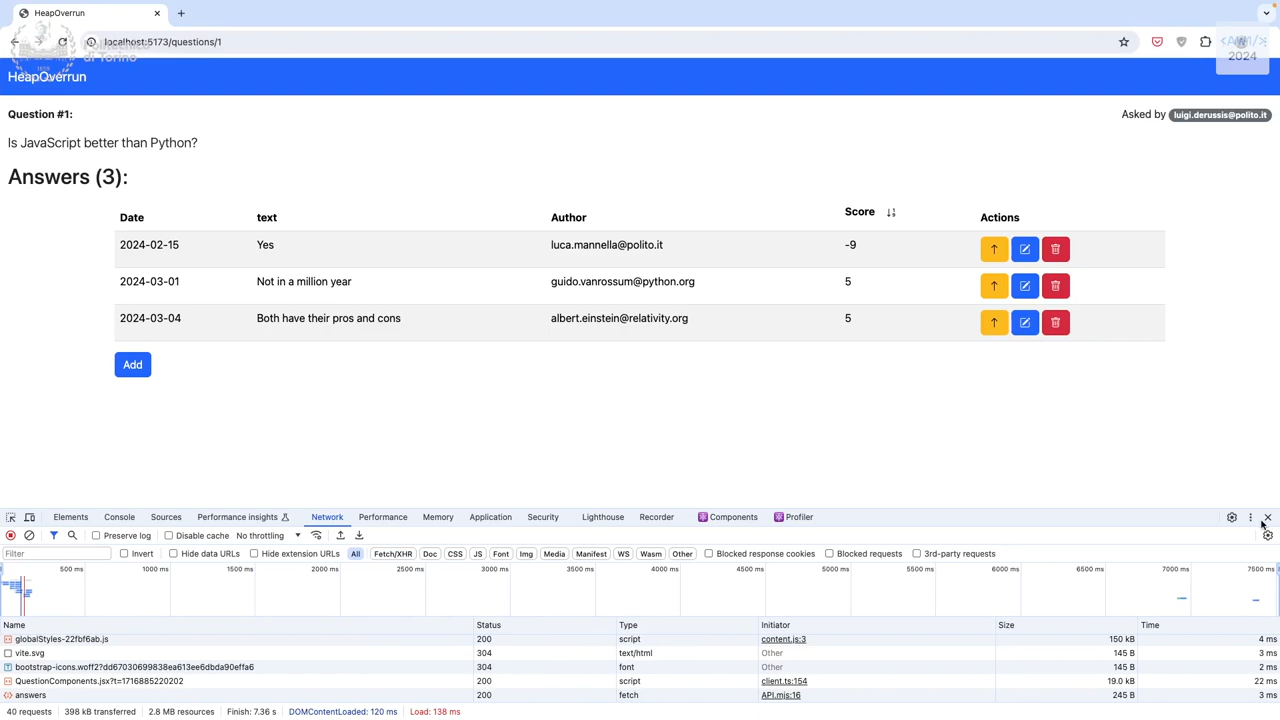 HeapOverrun
localhost:5173/questions/1
Politecnico
di Torino
2024
HeapOverrun
Question #1:
Asked by luigi.derussis@polito.it
Is JavaScript better than Python?
Answers (3):
Date text Author Score Actions
2024-02-15 Yes luca.mannella@polito.it -9
2024-03-01 Not in a million year guido.vanrossum@python.org 5
2024-03-04 Both have their pros and cons albert.einstein@relativity.org 5
Add
Elements Console Sources Performance insights Network Performance Memory Application Security Lighthouse Recorder Components Profiler
Preserve log Disable cache No throttling
Filter Invert Hide data URLs Hide extension URLs All Fetch/XHR Doc CSS JS Font Img Media Manifest WS Wasm Other Blocked response cookies Blocked requests 3rd-party requests
500 ms 1000 ms 1500 ms 2000 ms 2500 ms 3000 ms 3500 ms 4000 ms 4500 ms 5000 ms 5500 ms 6000 ms 6500 ms 7000 ms 7500 ms
Name Status Type Initiator Size Time
globalStyles-22fbf6ab.js 200 script content.js:3 150 kB 4 ms
vite.svg 304 text/html Other 145 B 3 ms
bootstrap-icons.woff2?dd67030699838ea613ee6dbda90effa6 304 font Other 145 B 2 ms
QuestionComponents.jsx?t=1716885220202 200 script client.ts:154 19.0 kB 22 ms
answers 200 fetch API.mjs:16 245 B 3 ms
40 requests 398 kB transferred 2.8 MB resources Finish: 7.36 s DOMContentLoaded: 120 ms Load: 138 ms